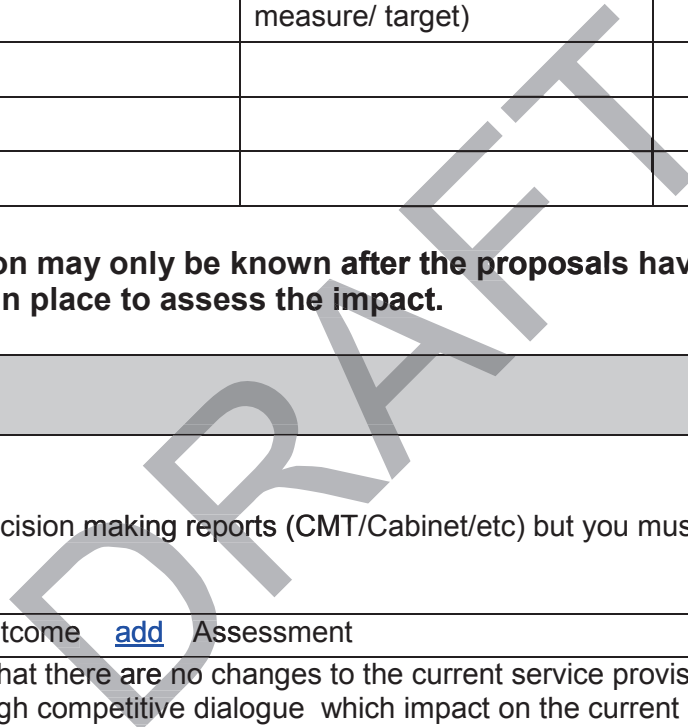 measure/ target)
on may only be known after the proposals hav
n place to assess the impact.
cision making reports (CMT/Cabinet/etc) but you mus
tcome add Assessment
hat there are no changes to the current service provis
gh competitive dialogue which impact on the current
DRAFT